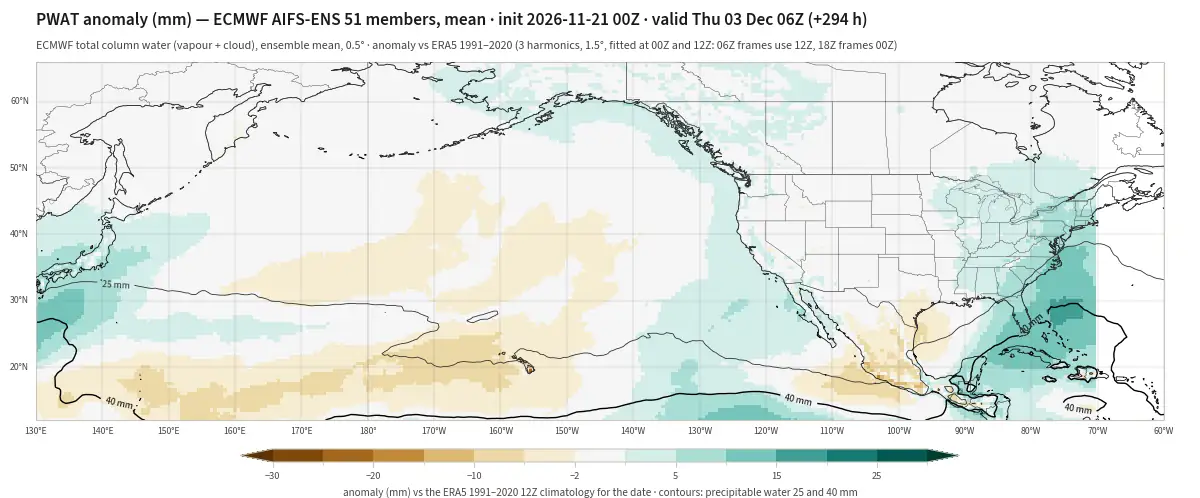 PWAT anomaly (mm) — ECMWF AIFS-ENS 51 members, mean · init 2026-11-21 00Z · valid Thu 03 Dec 06Z (+294 h)
ECMWF total column water (vapour + cloud), ensemble mean, 0.5° · anomaly vs ERA5 1991–2020 (3 harmonics, 1.5°, fitted at 00Z and 12Z: 06Z frames use 12Z, 18Z frames 00Z)
60°N
50°N
40°N
30°N
20°N
25 mm
40 mm
40 mm
40 mm
40 mm
130°E 140°E 150°E 160°E 170°E 180° 170°W 160°W 150°W 140°W 130°W 120°W 110°W 100°W 90°W 80°W 70°W 60°W
−30 −20 −10 −2 5 15 25
anomaly (mm) vs the ERA5 1991–2020 12Z climatology for the date · contours: precipitable water 25 and 40 mm